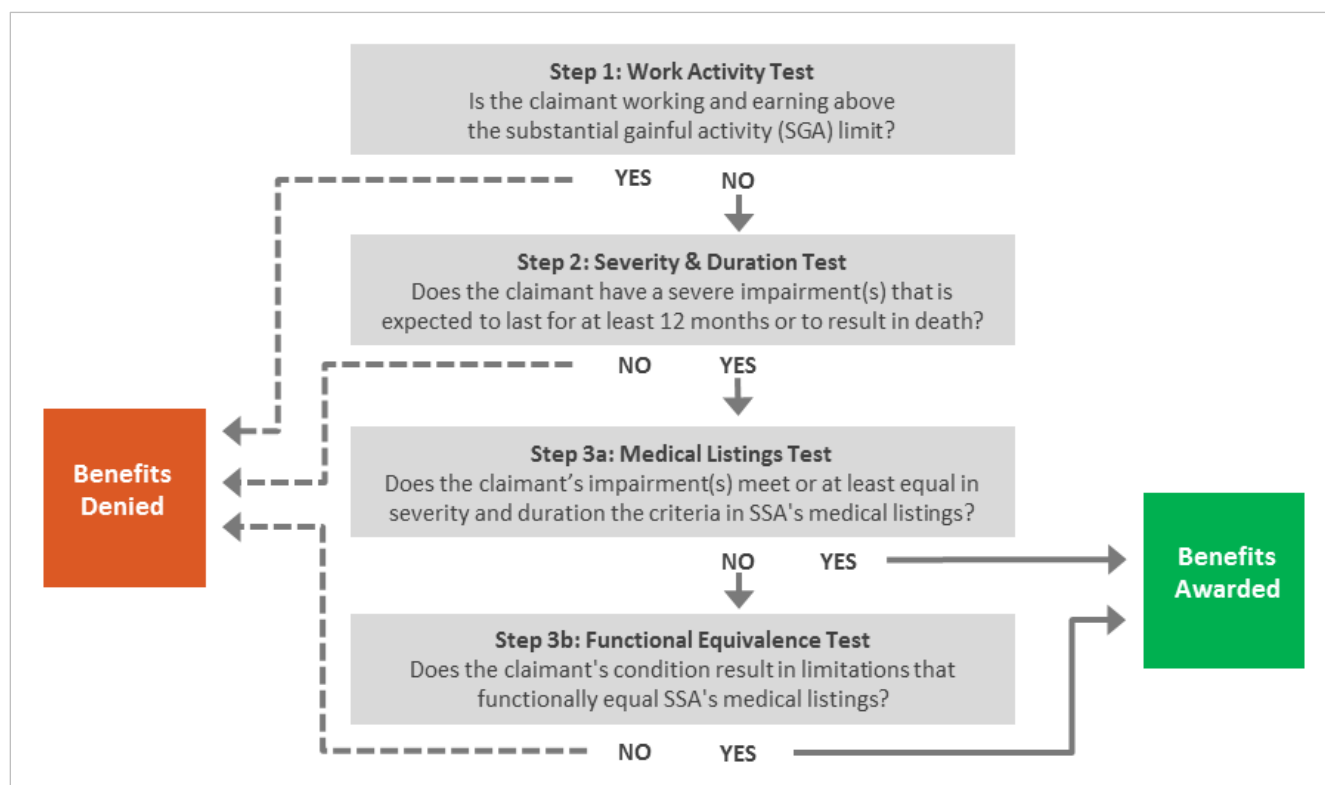 Step 1: Work Activity Test
Is the claimant working and earning above
the substantial gainful activity (SGA) limit?
YES NO
Step 2: Severity & Duration Test
Does the claimant have a severe impairment(s) that is
expected to last for at least 12 months or to result in death?
NO YES
Step 3a: Medical Listings Test
Does the claimant’s impairment(s) meet or at least equal in
severity and duration the criteria in SSA's medical listings?
NO YES
Step 3b: Functional Equivalence Test
Does the claimant's condition result in limitations that
functionally equal SSA's medical listings?
NO YES
Benefits
Denied
Benefits
Awarded